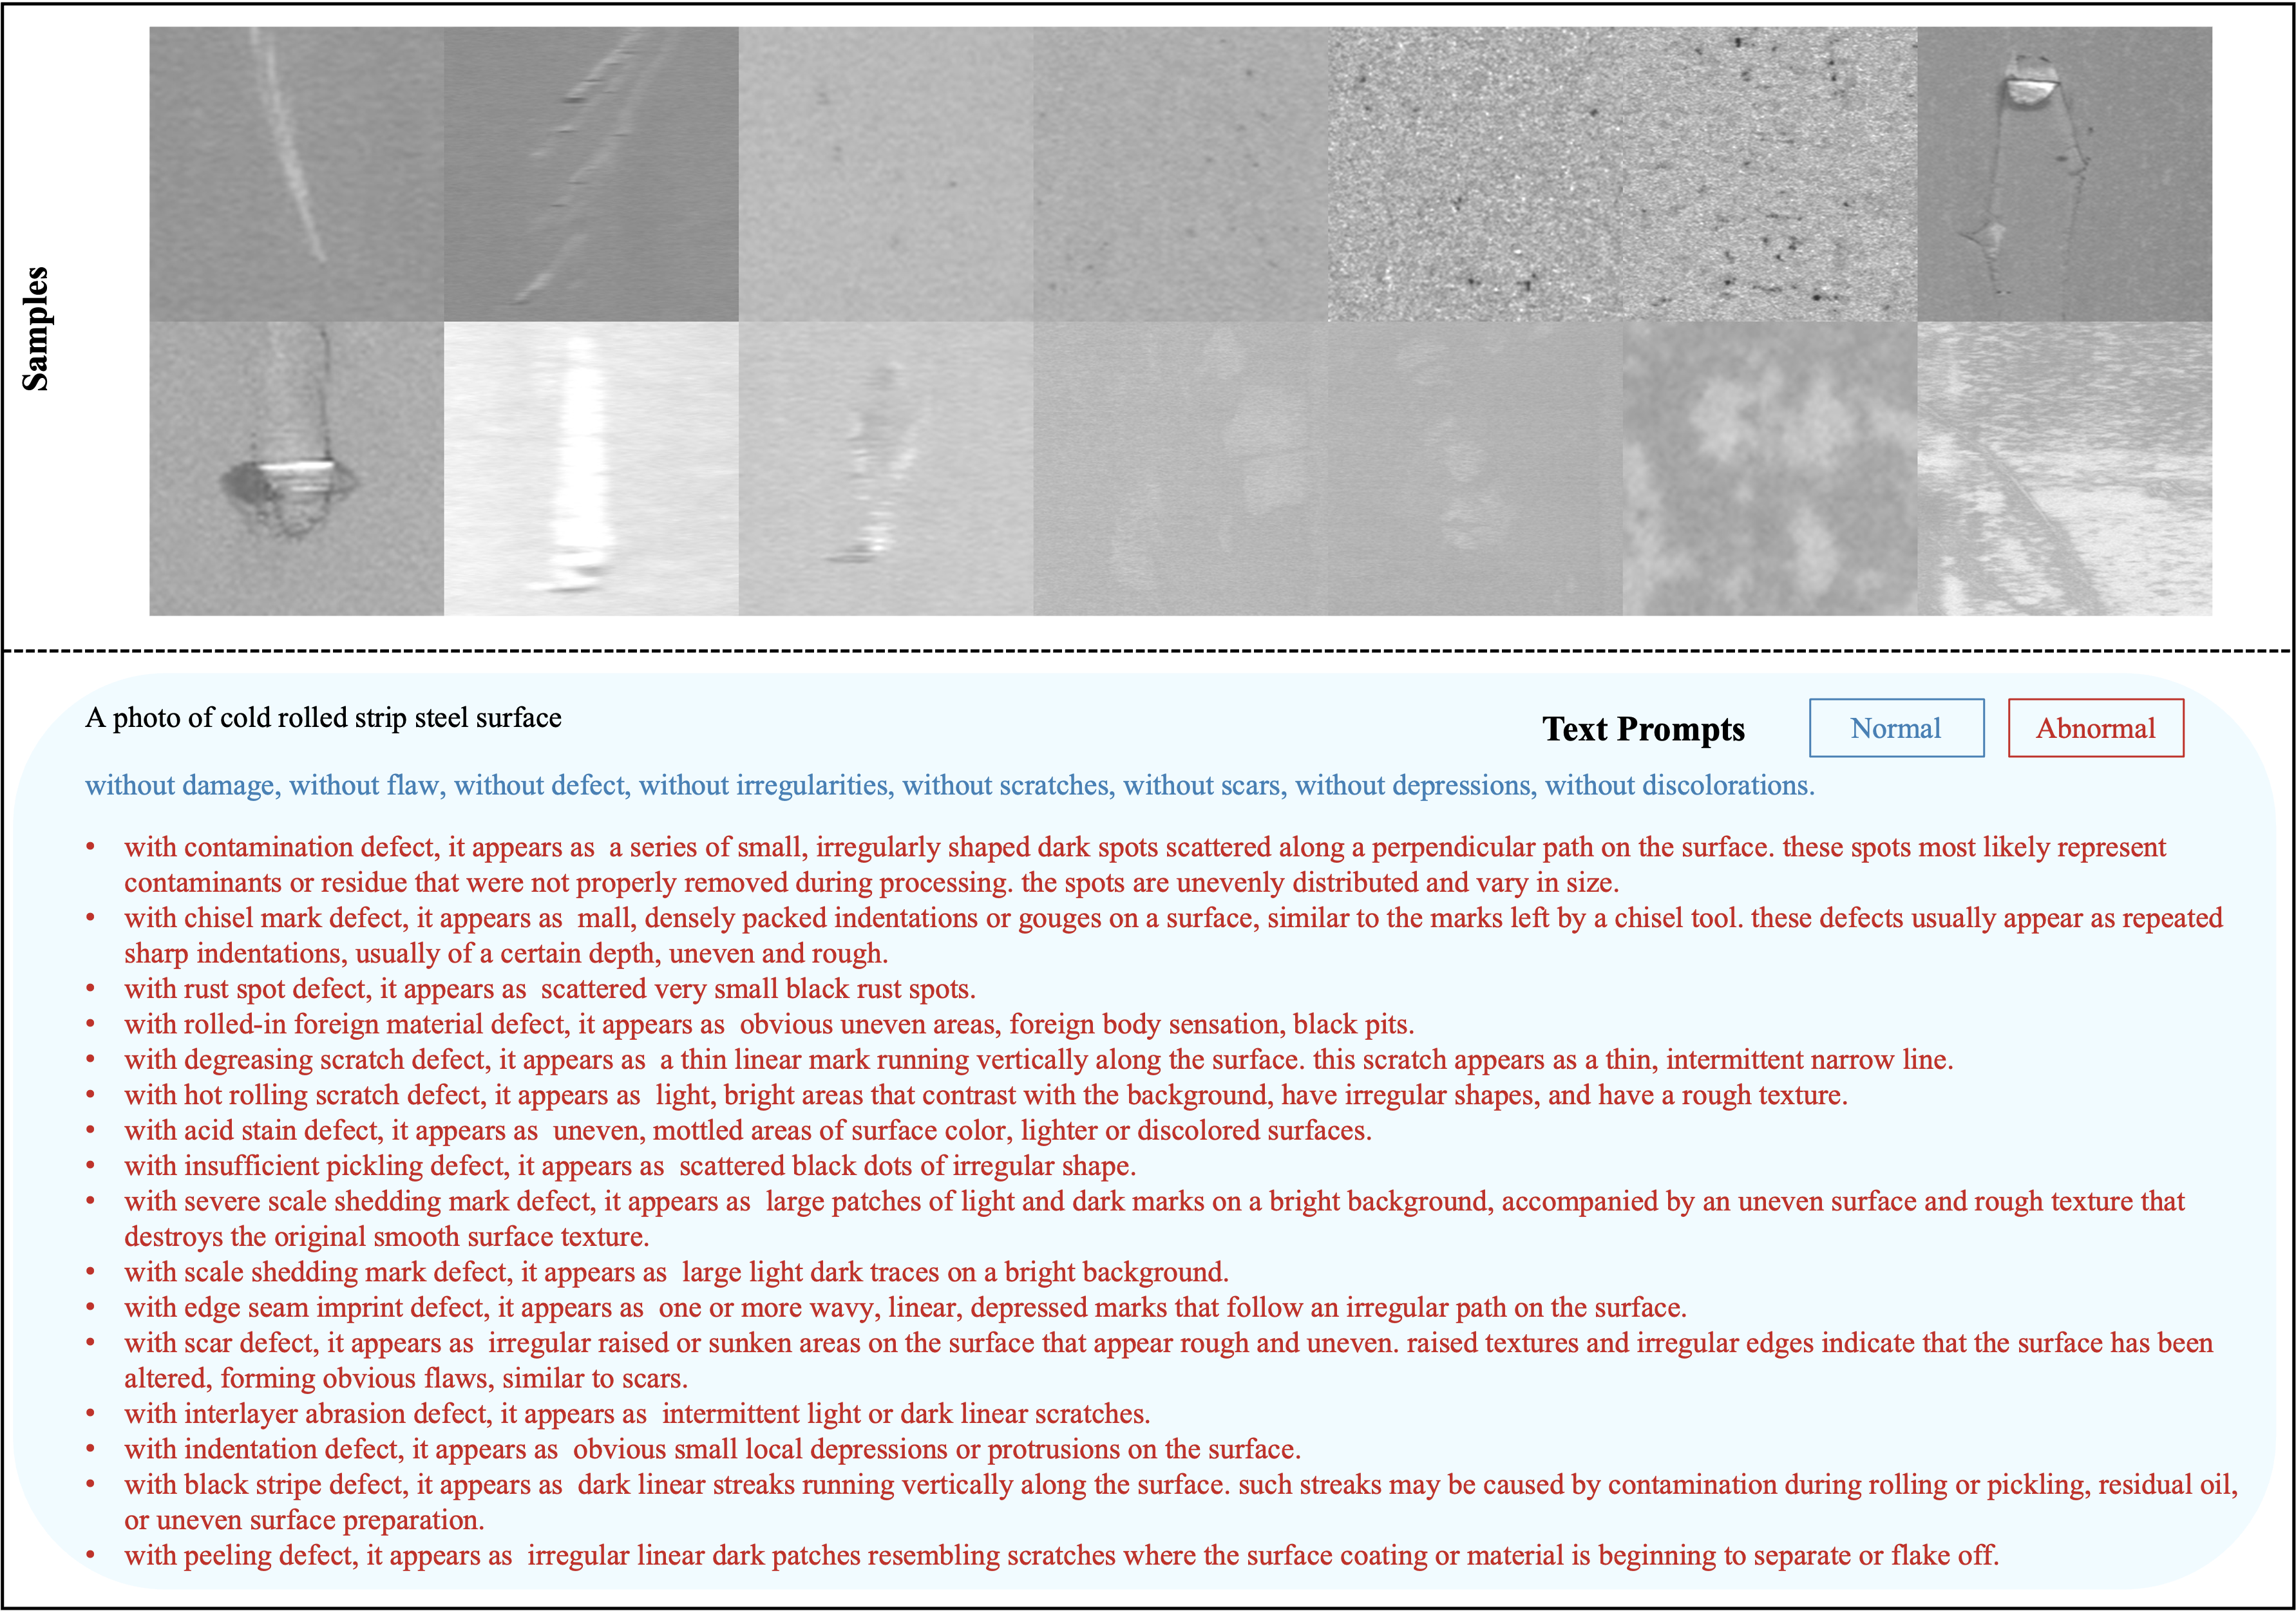 Samples
A photo of cold rolled strip steel surface
Text Prompts
Normal
Abnormal
without damage, without flaw, without defect, without irregularities, without scratches, without scars, without depressions, without discolorations.
• with contamination defect, it appears as a series of small, irregularly shaped dark spots scattered along a perpendicular path on the surface. these spots most likely represent
contaminants or residue that were not properly removed during processing. the spots are unevenly distributed and vary in size.
• with chisel mark defect, it appears as mall, densely packed indentations or gouges on a surface, similar to the marks left by a chisel tool. these defects usually appear as repeated
sharp indentations, usually of a certain depth, uneven and rough.
• with rust spot defect, it appears as scattered very small black rust spots.
• with rolled-in foreign material defect, it appears as obvious uneven areas, foreign body sensation, black pits.
• with degreasing scratch defect, it appears as a thin linear mark running vertically along the surface. this scratch appears as a thin, intermittent narrow line.
• with hot rolling scratch defect, it appears as light, bright areas that contrast with the background, have irregular shapes, and have a rough texture.
• with acid stain defect, it appears as uneven, mottled areas of surface color, lighter or discolored surfaces.
• with insufficient pickling defect, it appears as scattered black dots of irregular shape.
• with severe scale shedding mark defect, it appears as large patches of light and dark marks on a bright background, accompanied by an uneven surface and rough texture that
destroys the original smooth surface texture.
• with scale shedding mark defect, it appears as large light dark traces on a bright background.
• with edge seam imprint defect, it appears as one or more wavy, linear, depressed marks that follow an irregular path on the surface.
• with scar defect, it appears as irregular raised or sunken areas on the surface that appear rough and uneven. raised textures and irregular edges indicate that the surface has been
altered, forming obvious flaws, similar to scars.
• with interlayer abrasion defect, it appears as intermittent light or dark linear scratches.
• with indentation defect, it appears as obvious small local depressions or protrusions on the surface.
• with black stripe defect, it appears as dark linear streaks running vertically along the surface. such streaks may be caused by contamination during rolling or pickling, residual oil,
or uneven surface preparation.
• with peeling defect, it appears as irregular linear dark patches resembling scratches where the surface coating or material is beginning to separate or flake off.